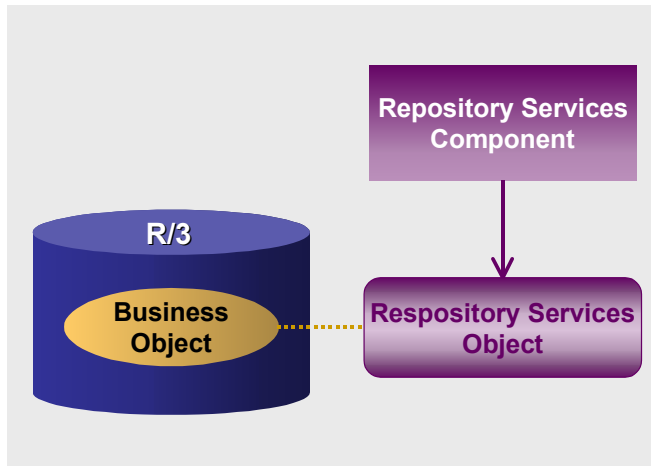 Repository Services
Component
R/3
Business
Object
Respository Services
Object